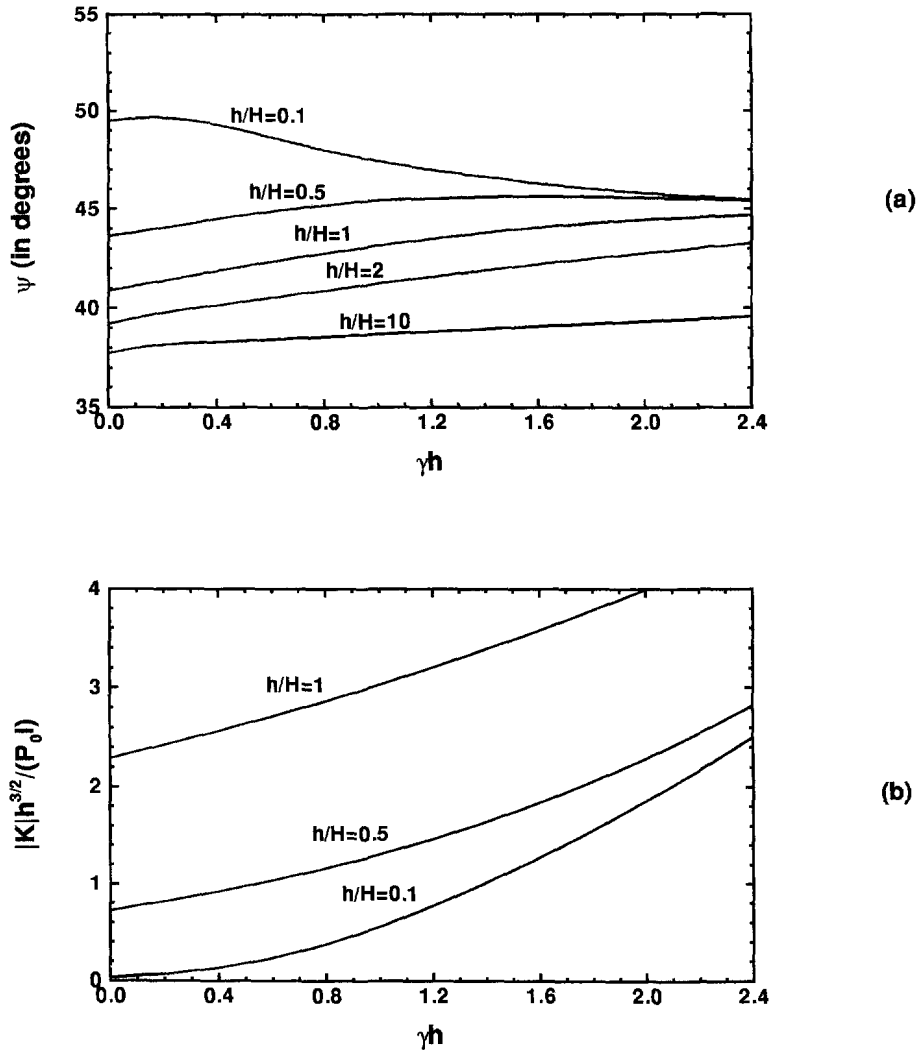 55
50
45
40
35
ψ (in degrees)
h/H=0.1
h/H=0.5
h/H=1
h/H=2
h/H=10
0.0 0.4 0.8 1.2 1.6 2.0 2.4
γh
(a)
4
3
2
1
0
|K|h^{3/2}/(P_0l)
h/H=1
h/H=0.5
h/H=0.1
0.0 0.4 0.8 1.2 1.6 2.0 2.4
γh
(b)